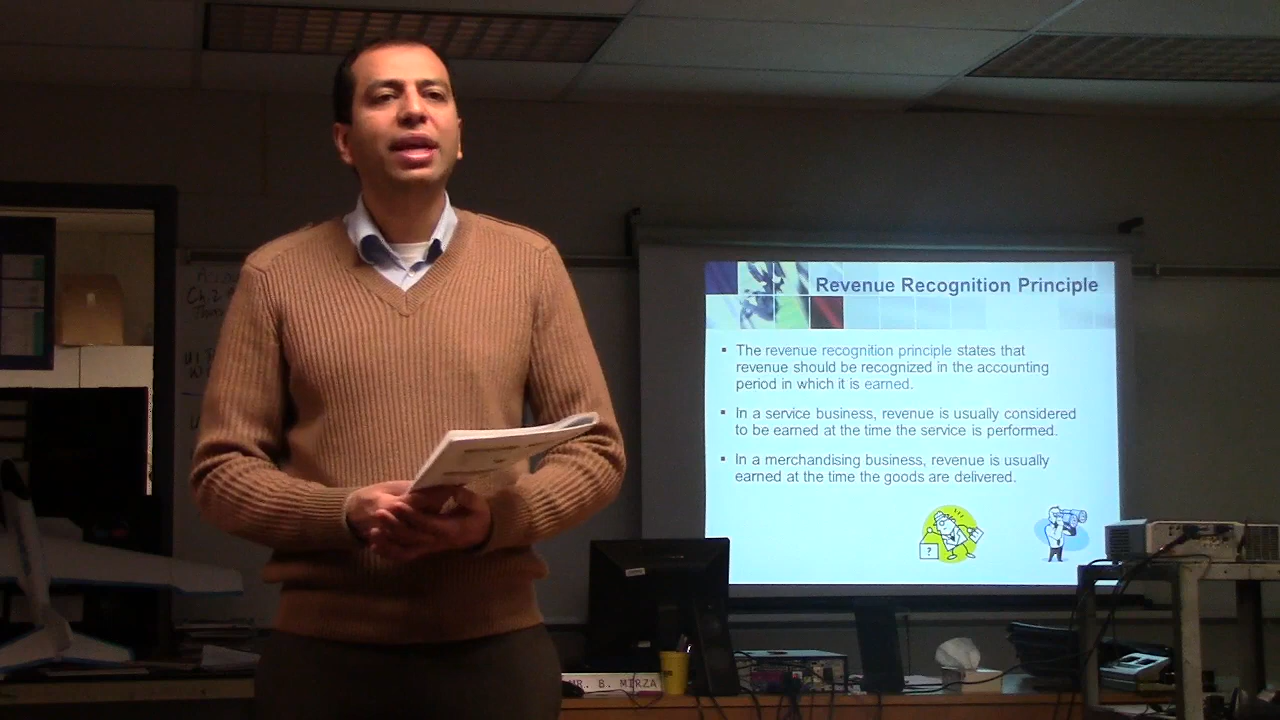 Revenue Recognition Principle
▪ The revenue recognition principle states that
revenue should be recognized in the accounting
period in which it is earned.
▪ In a service business, revenue is usually considered
to be earned at the time the service is performed.
▪ In a merchandising business, revenue is usually
earned at the time the goods are delivered.
?
Ch.2
MR. B. MIRZA